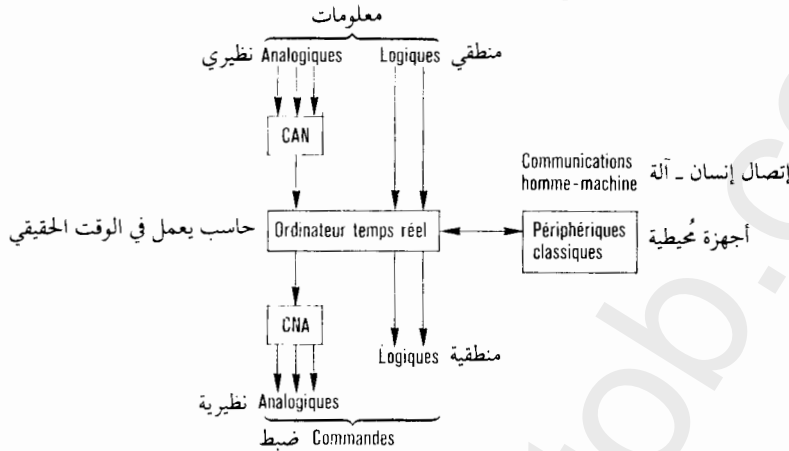 معلومات
نظيري Analogiques Logiques منطقي
CAN
Communications
homme-machine إتصال إنسان ـ آلة
حاسب يعمل في الوقت الحقيقي Ordinateur temps réel
Périphériques
classiques أجهزة مُحيطية
CNA
Logiques منطقية
نظيرية Analogiques
ضبط Commandes